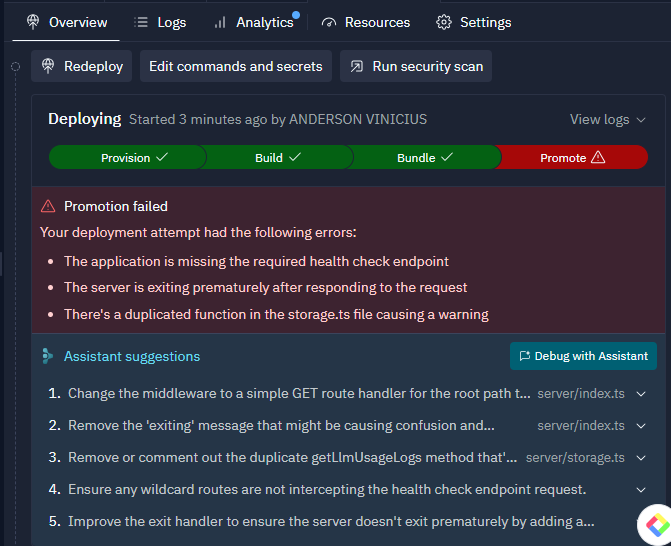 Overview Logs Analytics Resources Settings
Redeploy Edit commands and secrets Run security scan
Deploying Started 3 minutes ago by ANDERSON VINICIUS View logs
Provision Build Bundle Promote
Promotion failed
Your deployment attempt had the following errors:
• The application is missing the required health check endpoint
• The server is exiting prematurely after responding to the request
• There's a duplicated function in the storage.ts file causing a warning
Assistant suggestions Debug with Assistant
1. Change the middleware to a simple GET route handler for the root path t... server/index.ts
2. Remove the 'exiting' message that might be causing confusion and... server/index.ts
3. Remove or comment out the duplicate getLlmUsageLogs method that'... server/storage.ts
4. Ensure any wildcard routes are not intercepting the health check endpoint request.
5. Improve the exit handler to ensure the server doesn't exit prematurely by adding a...